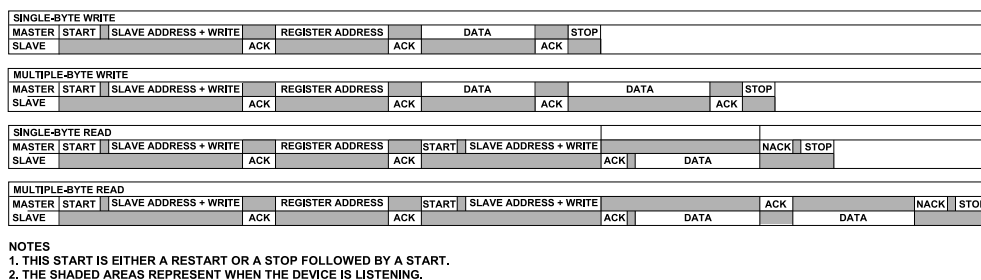 SINGLE-BYTE WRITE
MASTER START SLAVE ADDRESS + WRITE REGISTER ADDRESS DATA STOP
SLAVE ACK ACK ACK
MULTIPLE-BYTE WRITE
MASTER START SLAVE ADDRESS + WRITE REGISTER ADDRESS DATA DATA STOP
SLAVE ACK ACK ACK ACK
SINGLE-BYTE READ
MASTER START SLAVE ADDRESS + WRITE REGISTER ADDRESS START SLAVE ADDRESS + WRITE NACK STOP
SLAVE ACK ACK ACK DATA
MULTIPLE-BYTE READ
MASTER START SLAVE ADDRESS + WRITE REGISTER ADDRESS START SLAVE ADDRESS + WRITE ACK NACK STOP
SLAVE ACK ACK ACK DATA DATA
NOTES
1. THIS START IS EITHER A RESTART OR A STOP FOLLOWED BY A START.
2. THE SHADED AREAS REPRESENT WHEN THE DEVICE IS LISTENING.